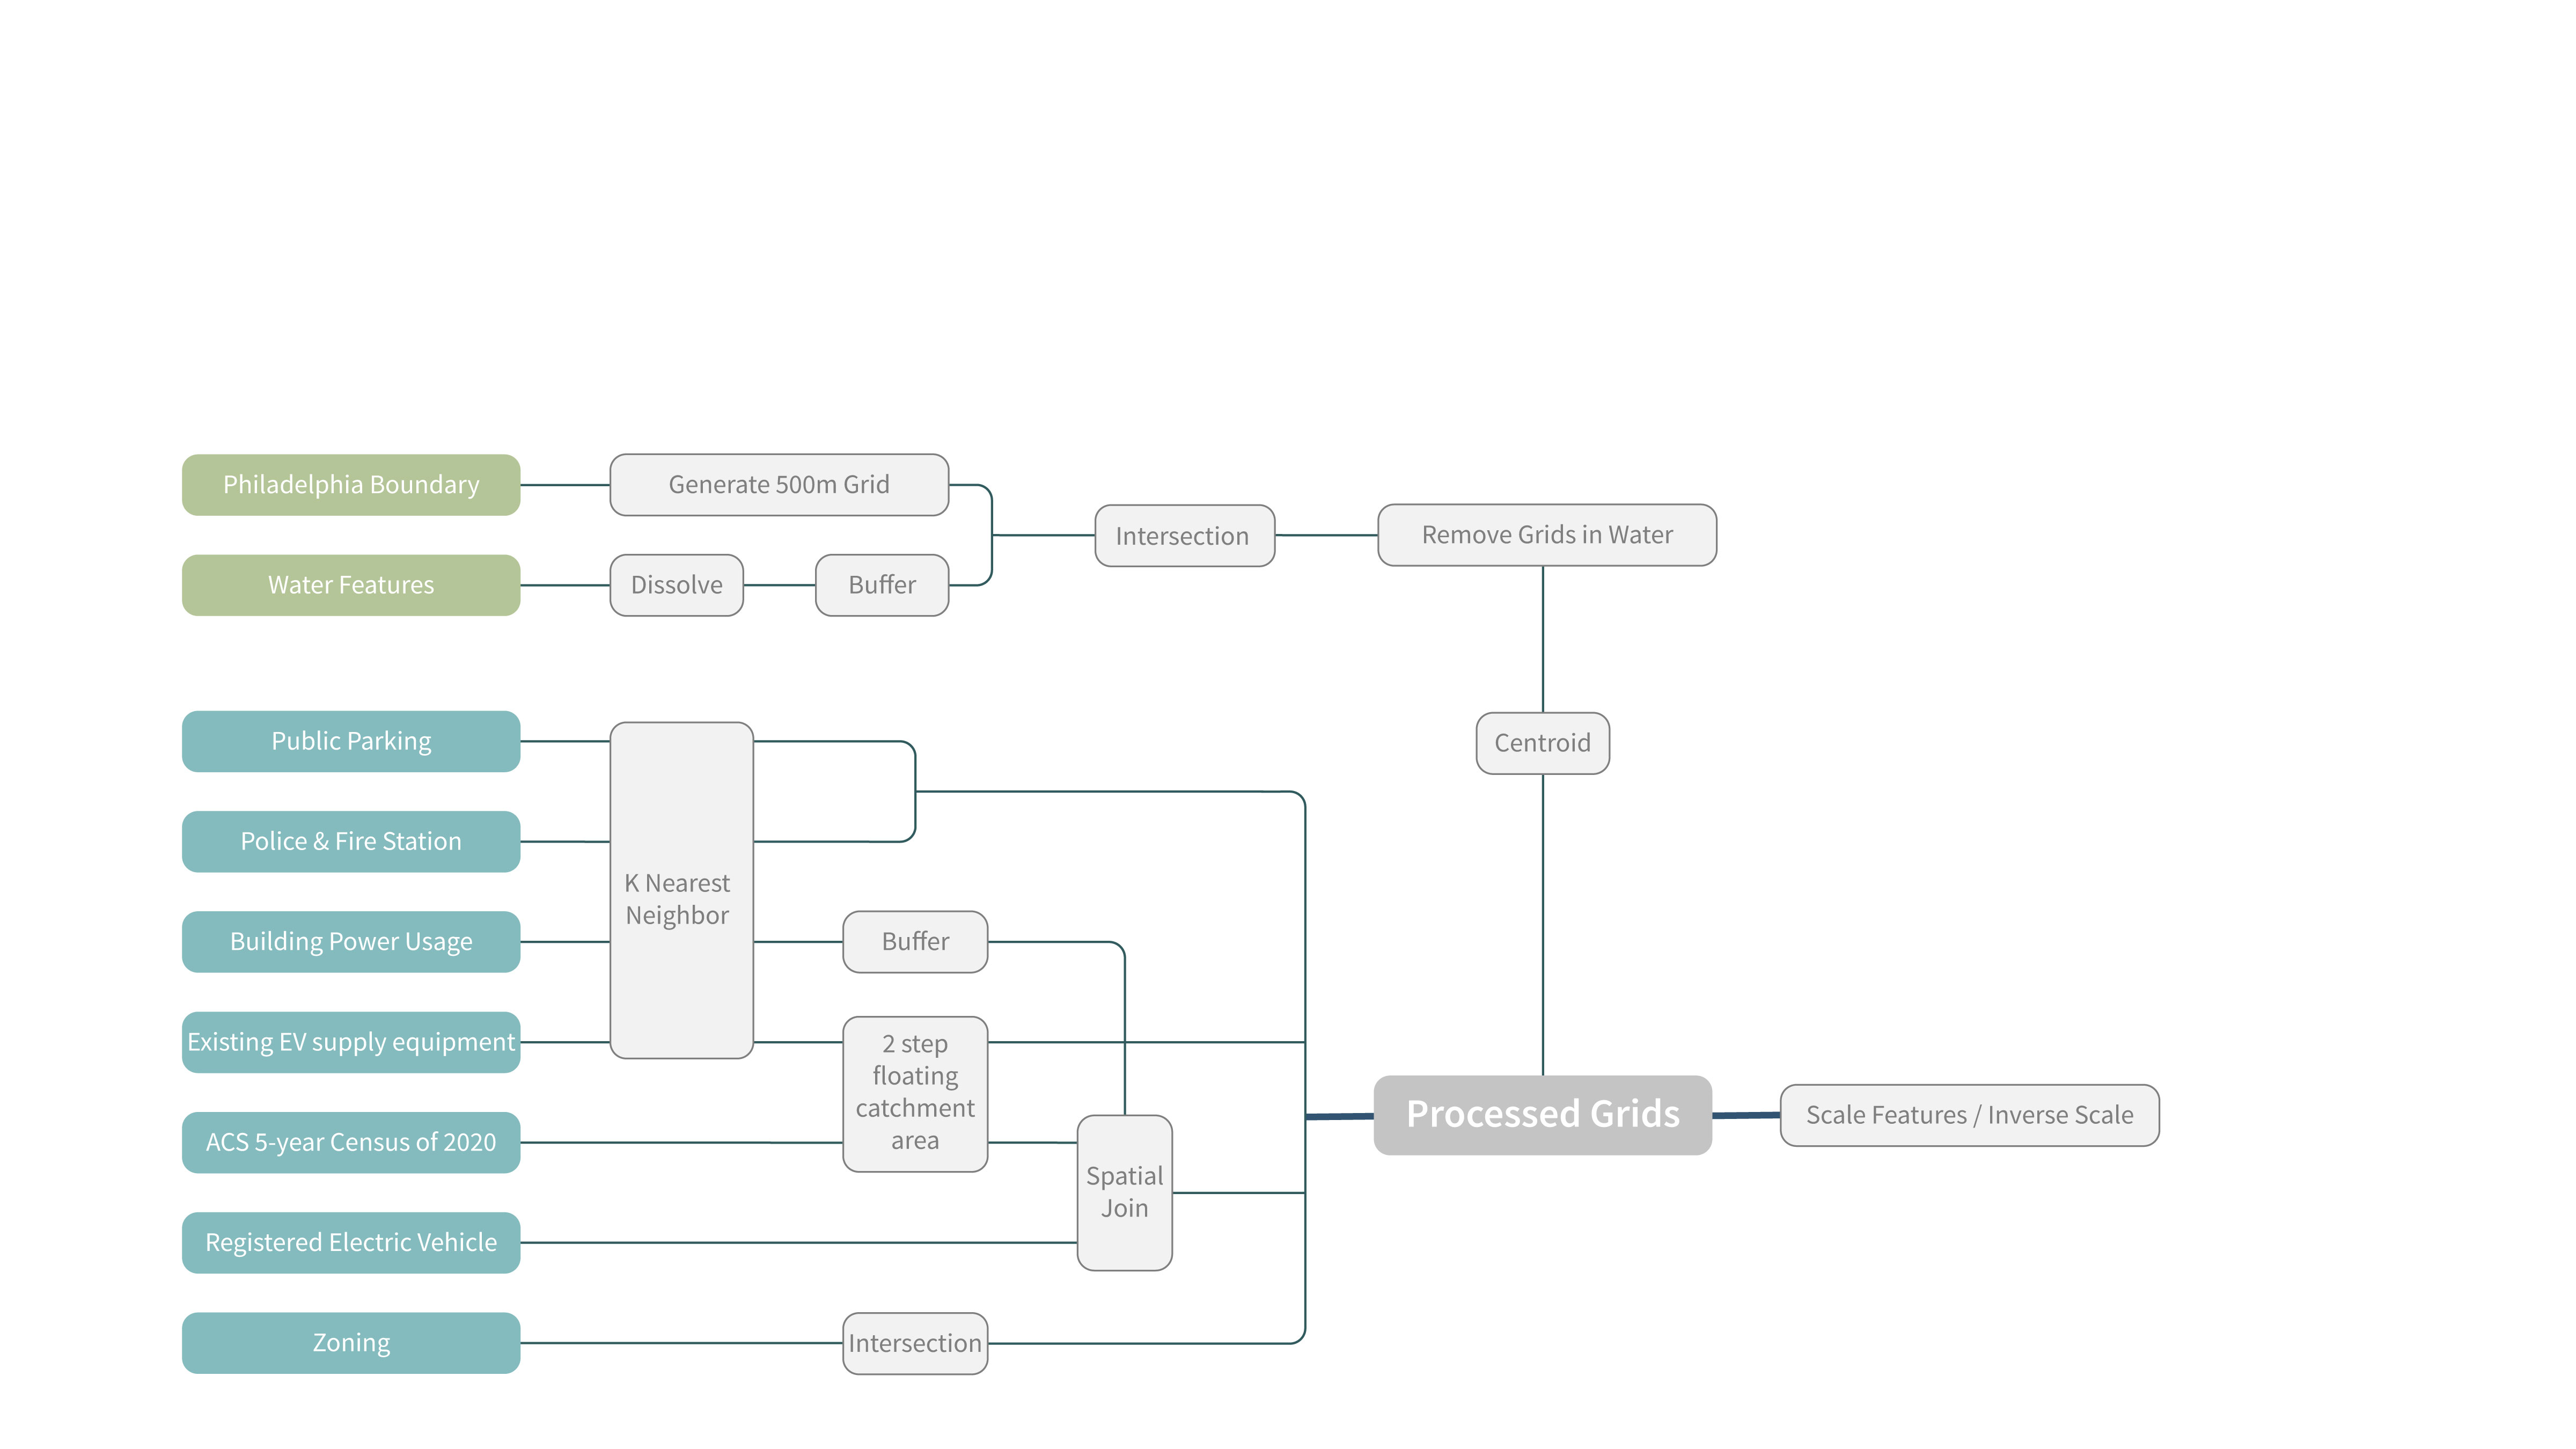 Philadelphia Boundary
Generate 500m Grid
Intersection
Remove Grids in Water
Water Features
Dissolve
Buffer
Public Parking
Centroid
Police & Fire Station
K Nearest
Neighbor
Building Power Usage
Buffer
Existing EV supply equipment
2 step
floating
catchment
area
ACS 5-year Census of 2020
Spatial
Join
Processed Grids
Scale Features / Inverse Scale
Registered Electric Vehicle
Zoning
Intersection